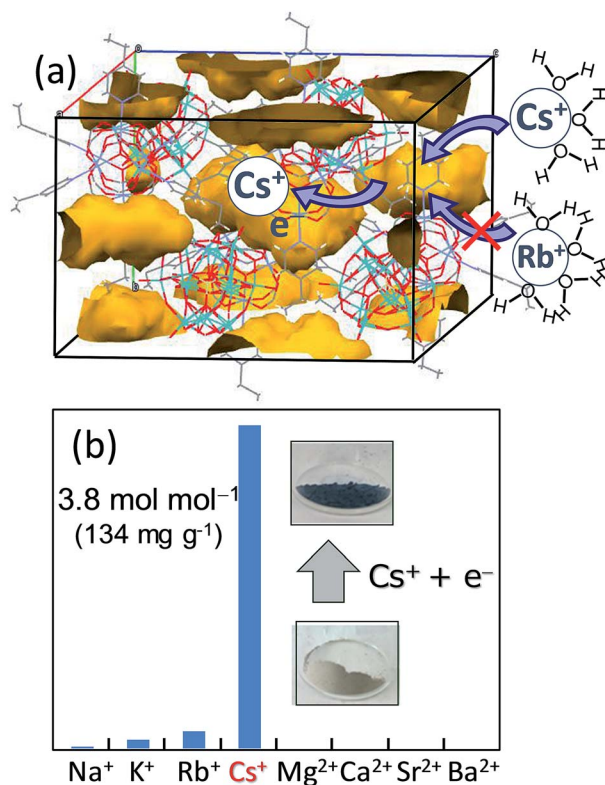 (a)
o
c
a
b
H
H
O
Cs⁺
H
O
H
O
H
H
Cs⁺
e⁻
H
H
O
Rb⁺
H
O
H
O
H
O
H
H
(b)
3.8 mol mol⁻¹
(134 mg g⁻¹)
Cs⁺ + e⁻
Na⁺ K⁺ Rb⁺ Cs⁺ Mg²⁺ Ca²⁺ Sr²⁺ Ba²⁺